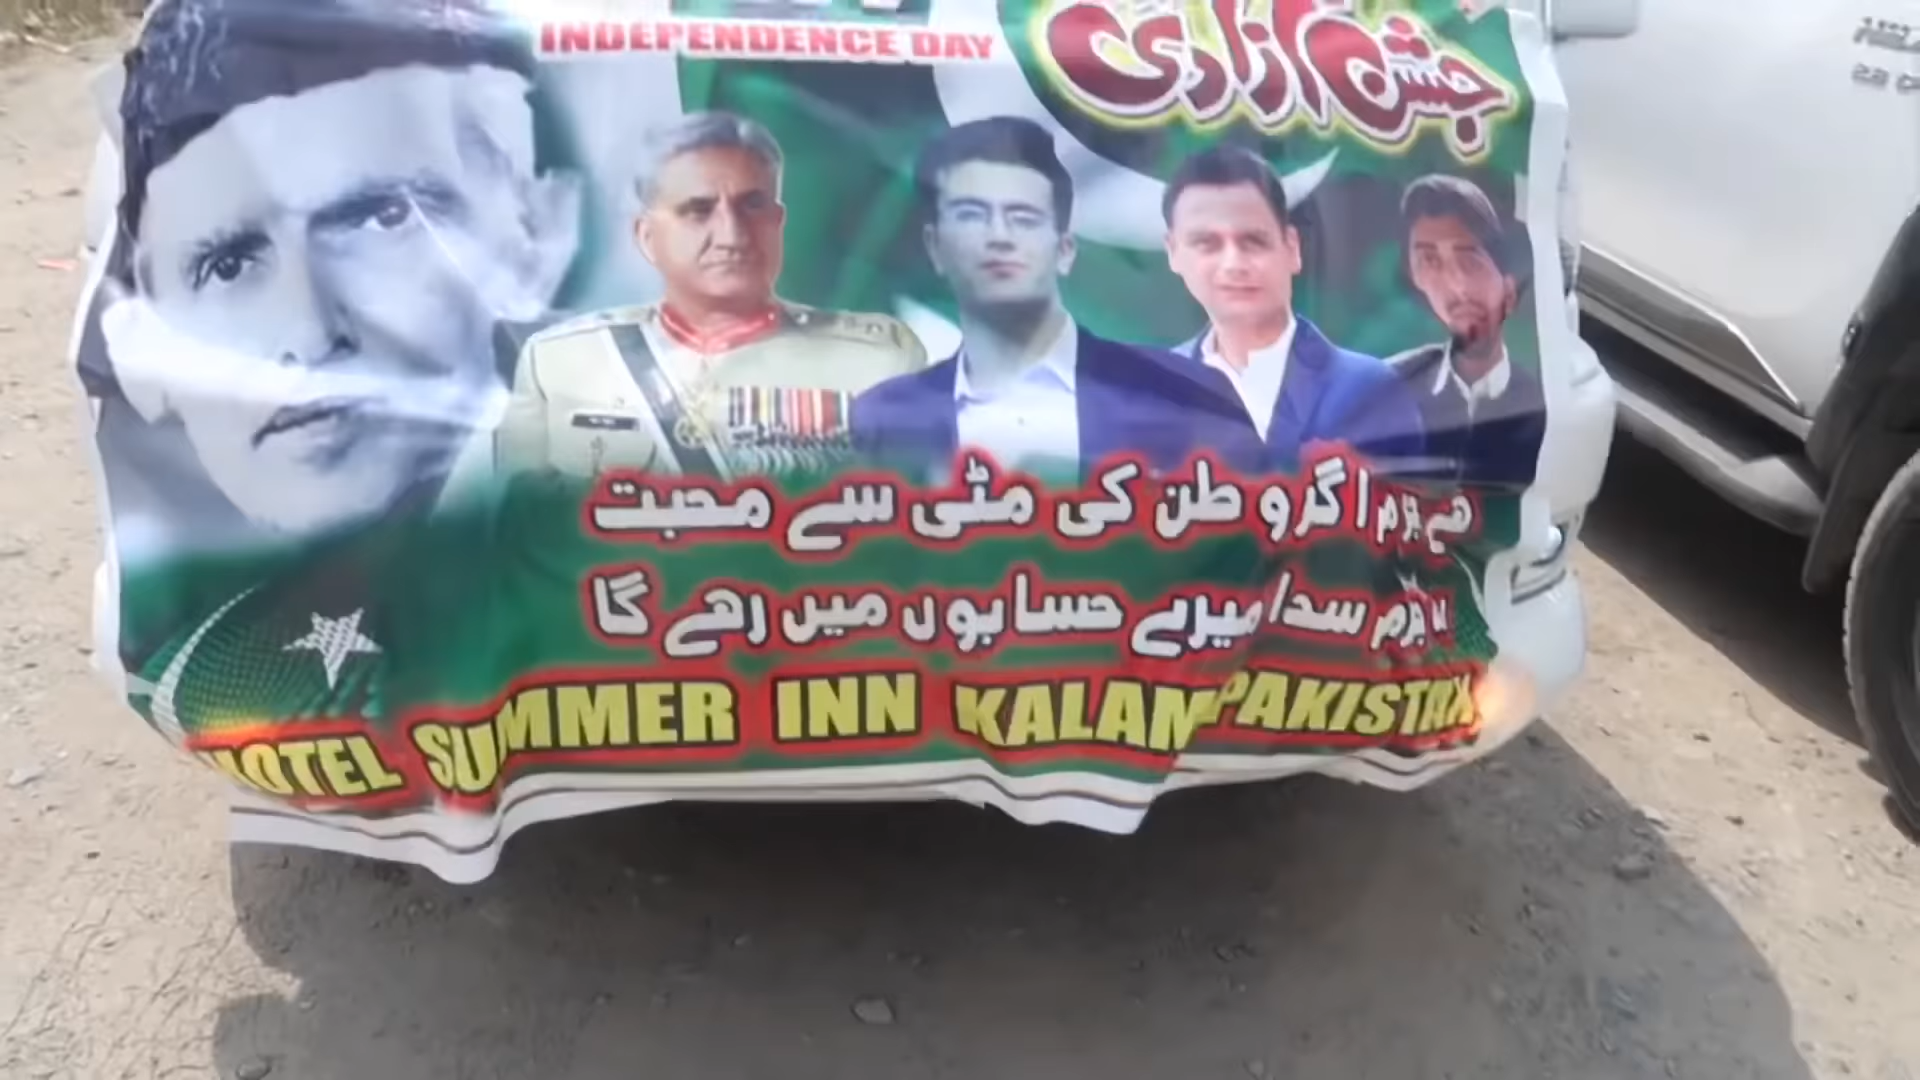 INDEPENDENCE DAY
جشن آزادی
ہے جرم اگر وطن کی مٹی سے محبت
یہ جرم سدا میرے حسابوں میں رہے گا
HOTEL SUMMER INN KALAM PAKISTAN